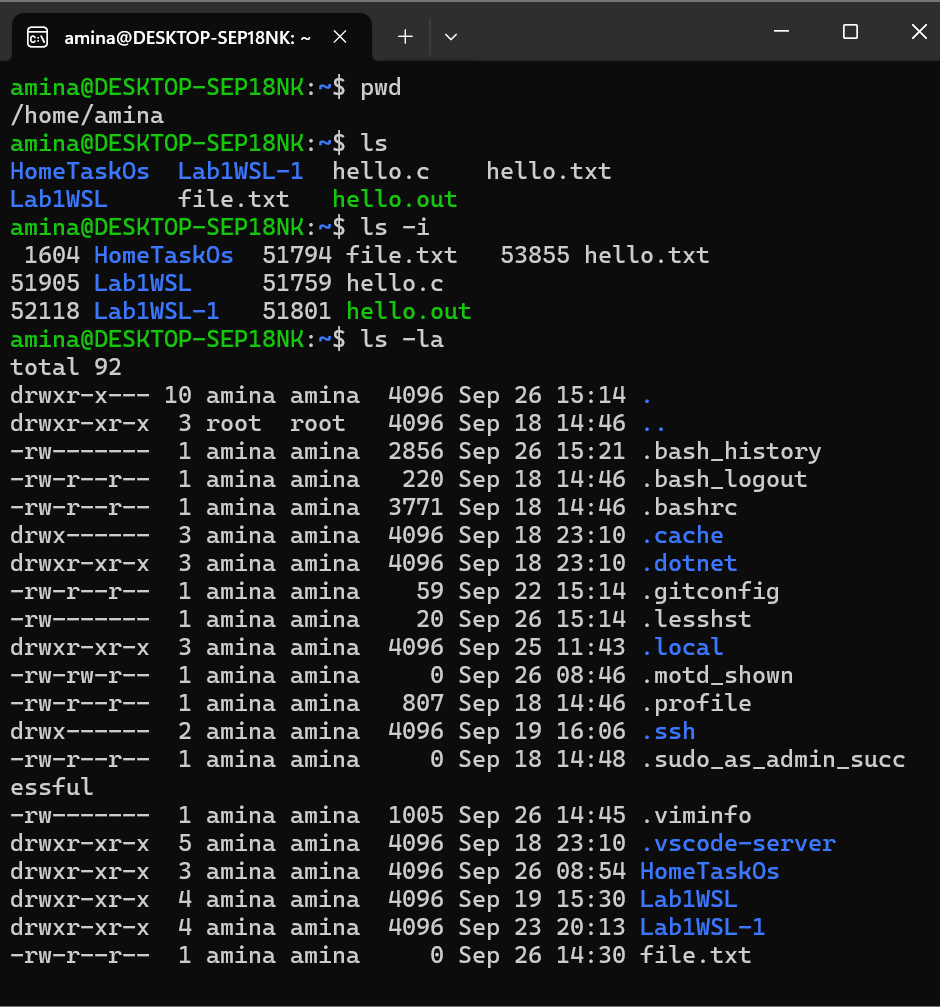 amina@DESKTOP-SEP18NK: ~
amina@DESKTOP-SEP18NK:~$ pwd
/home/amina
amina@DESKTOP-SEP18NK:~$ ls
HomeTaskOs  Lab1WSL-1  hello.c    hello.txt
Lab1WSL     file.txt   hello.out
amina@DESKTOP-SEP18NK:~$ ls -i
 1604 HomeTaskOs  51794 file.txt   53855 hello.txt
51905 Lab1WSL     51759 hello.c
52118 Lab1WSL-1   51801 hello.out
amina@DESKTOP-SEP18NK:~$ ls -la
total 92
drwxr-x--- 10 amina amina  4096 Sep 26 15:14 .
drwxr-xr-x  3 root  root   4096 Sep 18 14:46 ..
-rw-------  1 amina amina  2856 Sep 26 15:21 .bash_history
-rw-r--r--  1 amina amina   220 Sep 18 14:46 .bash_logout
-rw-r--r--  1 amina amina  3771 Sep 18 14:46 .bashrc
drwx------  3 amina amina  4096 Sep 18 23:10 .cache
drwxr-xr-x  3 amina amina  4096 Sep 18 23:10 .dotnet
-rw-r--r--  1 amina amina    59 Sep 22 15:14 .gitconfig
-rw-------  1 amina amina    20 Sep 26 15:14 .lesshst
drwxr-xr-x  3 amina amina  4096 Sep 25 11:43 .local
-rw-rw-r--  1 amina amina     0 Sep 26 08:46 .motd_shown
-rw-r--r--  1 amina amina   807 Sep 18 14:46 .profile
drwx------  2 amina amina  4096 Sep 19 16:06 .ssh
-rw-r--r--  1 amina amina     0 Sep 18 14:48 .sudo_as_admin_succ
essful
-rw-------  1 amina amina  1005 Sep 26 14:45 .viminfo
drwxr-xr-x  5 amina amina  4096 Sep 18 23:10 .vscode-server
drwxr-xr-x  3 amina amina  4096 Sep 26 08:54 HomeTaskOs
drwxr-xr-x  4 amina amina  4096 Sep 19 15:30 Lab1WSL
drwxr-xr-x  4 amina amina  4096 Sep 23 20:13 Lab1WSL-1
-rw-r--r--  1 amina amina     0 Sep 26 14:30 file.txt